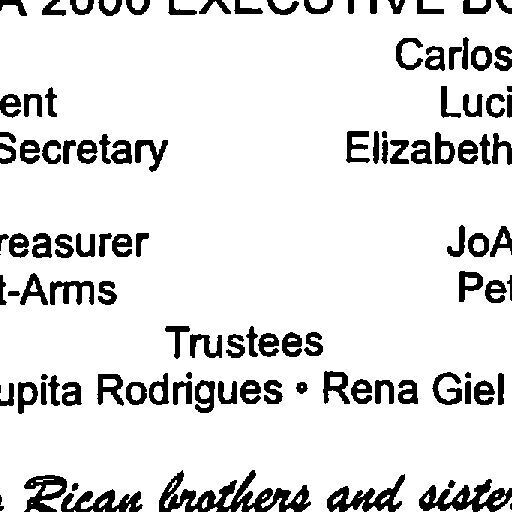 A 2000 EXECUTIVE BO
Carlos
ent Luci
Secretary Elizabeth
reasurer JoA
t-Arms Pet
Trustees
upita Rodrigues • Rena Giel
Rican brothers and sister